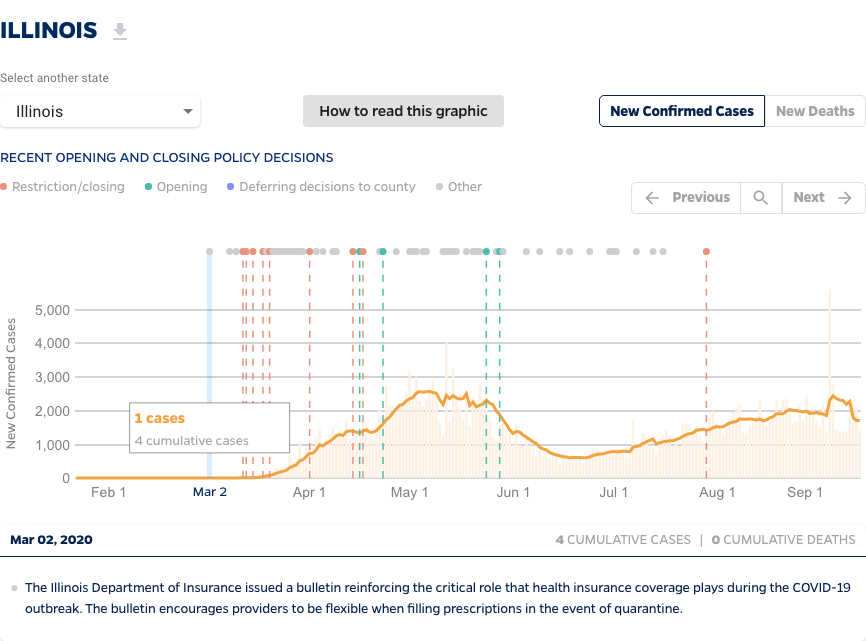 ILLINOIS
Select another state
Illinois
How to read this graphic
New Confirmed Cases
New Deaths
RECENT OPENING AND CLOSING POLICY DECISIONS
Restriction/closing
Opening
Deferring decisions to county
Other
Previous
Next
New Confirmed Cases
5,000
4,000
3,000
2,000
1,000
0
1 cases
4 cumulative cases
Feb 1
Mar 2
Apr 1
May 1
Jun 1
Jul 1
Aug 1
Sep 1
Mar 02, 2020
4 CUMULATIVE CASES | 0 CUMULATIVE DEATHS
The Illinois Department of Insurance issued a bulletin reinforcing the critical role that health insurance coverage plays during the COVID-19
outbreak. The bulletin encourages providers to be flexible when filling prescriptions in the event of quarantine.